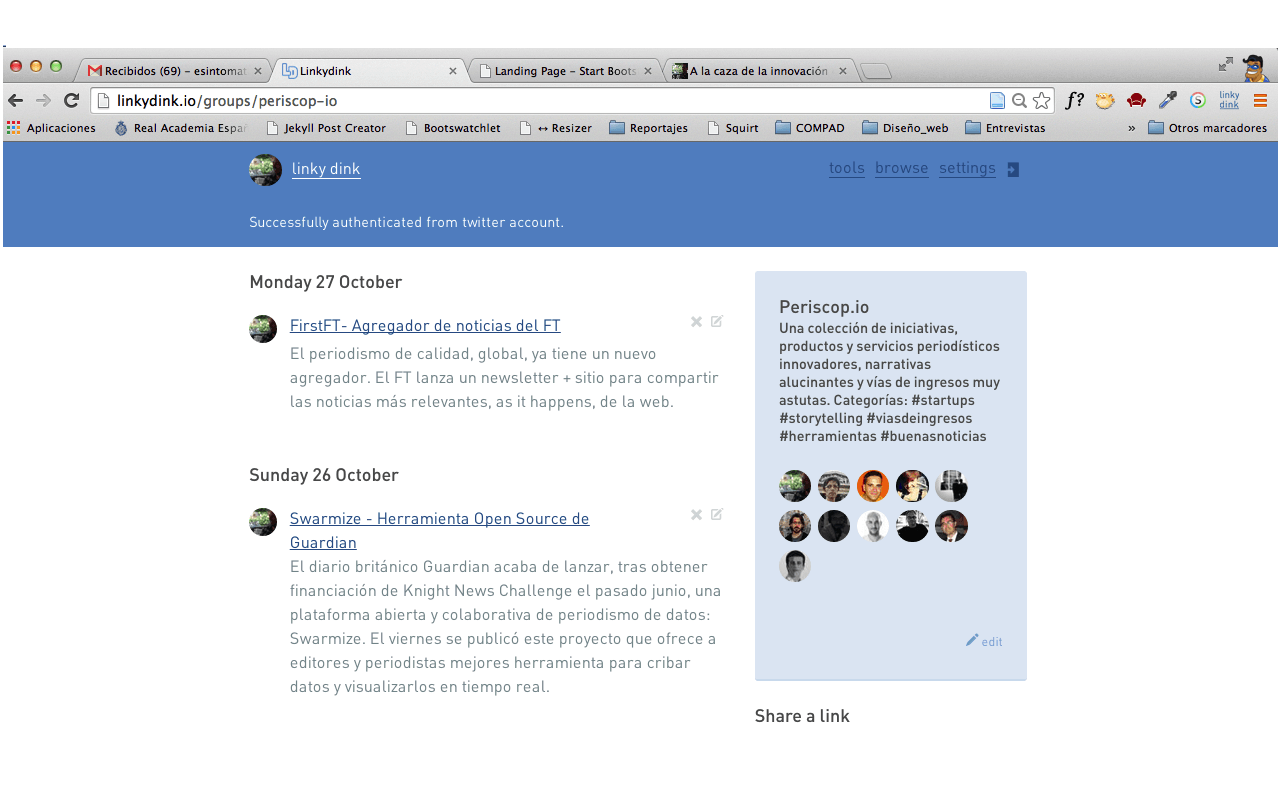 Recibidos (69) – esintomat
Linkydink
Landing Page – Start Boots
A la caza de la innovación
linkydink.io/groups/periscop-io
f?
S
linky
dink
Aplicaciones
Real Academia Espa
Jekyll Post Creator
Bootswatchlet
↔ Resizer
Reportajes
Squirt
COMPAD
Diseño_web
Entrevistas
»
Otros marcadores
linky dink
tools browse settings
Successfully authenticated from twitter account.
Monday 27 October
FirstFT- Agregador de noticias del FT
El periodismo de calidad, global, ya tiene un nuevo
agregador. El FT lanza un newsletter + sitio para compartir
las noticias más relevantes, as it happens, de la web.
Sunday 26 October
Swarmize - Herramienta Open Source de
Guardian
El diario británico Guardian acaba de lanzar, tras obtener
financiación de Knight News Challenge el pasado junio, una
plataforma abierta y colaborativa de periodismo de datos:
Swarmize. El viernes se publicó este proyecto que ofrece a
editores y periodistas mejores herramienta para cribar
datos y visualizarlos en tiempo real.
Periscop.io
Una colección de iniciativas,
productos y servicios periodísticos
innovadores, narrativas
alucinantes y vías de ingresos muy
astutas. Categorías: #startups
#storytelling #viasdeingresos
#herramientas #buenasnoticias
edit
Share a link